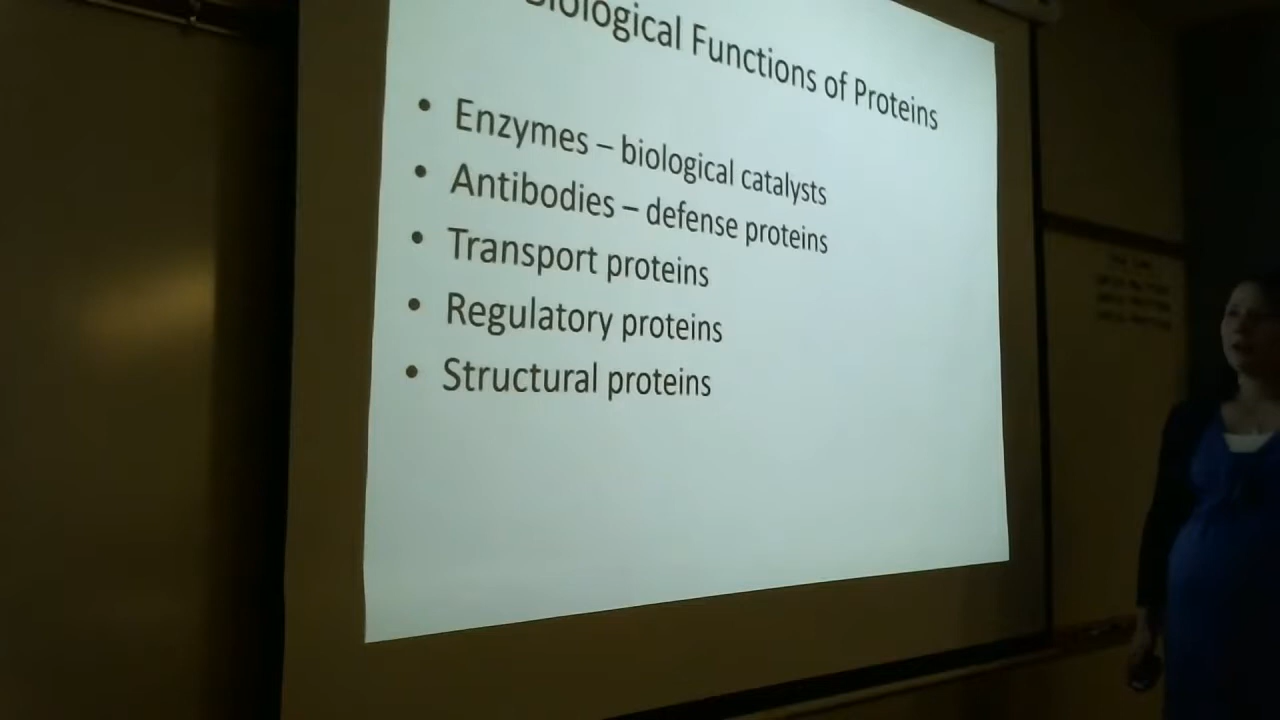 Biological Functions of Proteins
• Enzymes – biological catalysts
• Antibodies – defense proteins
• Transport proteins
• Regulatory proteins
• Structural proteins